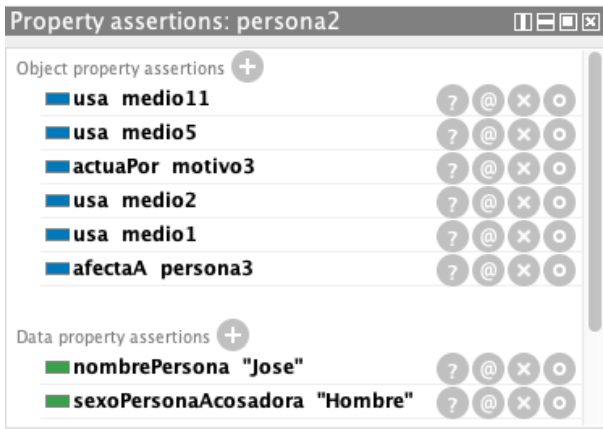 Property assertions: persona2
Object property assertions
usa medio11
usa medio5
actuaPor motivo3
usa medio2
usa medio1
afectaA persona3
Data property assertions
nombrePersona "Jose"
sexoPersonaAcosadora "Hombre"